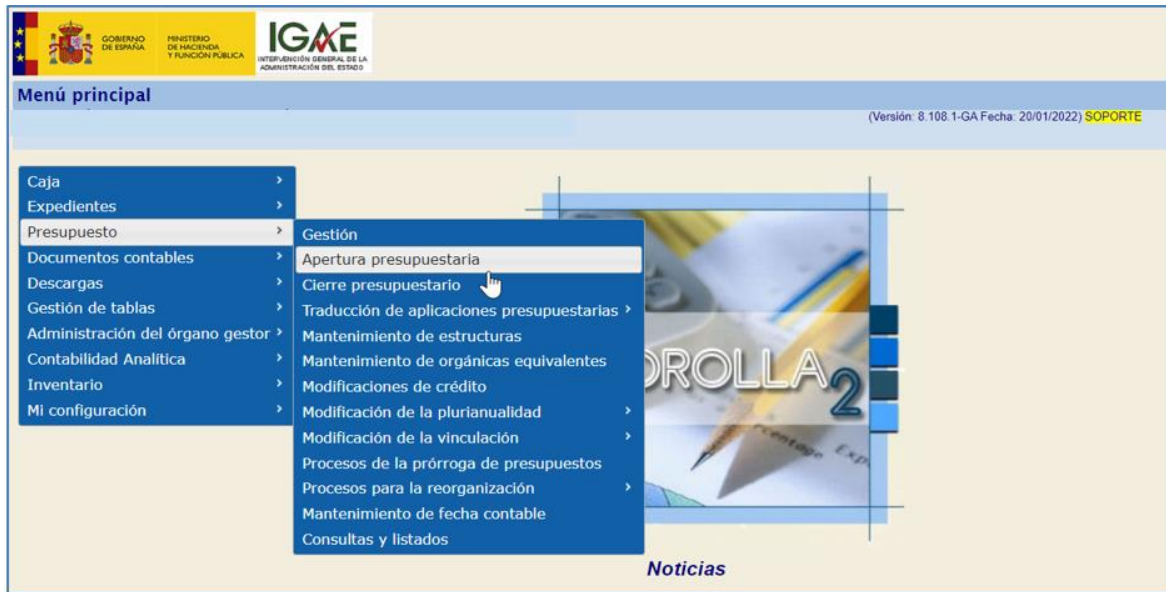 GOBIERNO
DE ESPAÑA
MINISTERIO
DE HACIENDA
Y FUNCIÓN PÚBLICA
IGAE
INTERVENCIÓN GENERAL DE LA
ADMINISTRACIÓN DEL ESTADO
Menú principal
(Versión: 8.108.1-GA Fecha: 20/01/2022) SOPORTE
Caja
Expedientes
Presupuesto
Documentos contables
Descargas
Gestión de tablas
Administración del órgano gestor
Contabilidad Analítica
Inventario
Mi configuración
Gestión
Apertura presupuestaria
Cierre presupuestario
Traducción de aplicaciones presupuestarias
Mantenimiento de estructuras
Mantenimiento de orgánicas equivalentes
Modificaciones de crédito
Modificación de la plurianualidad
Modificación de la vinculación
Procesos de la prórroga de presupuestos
Procesos para la reorganización
Mantenimiento de fecha contable
Consultas y listados
OROLLA2
Noticias